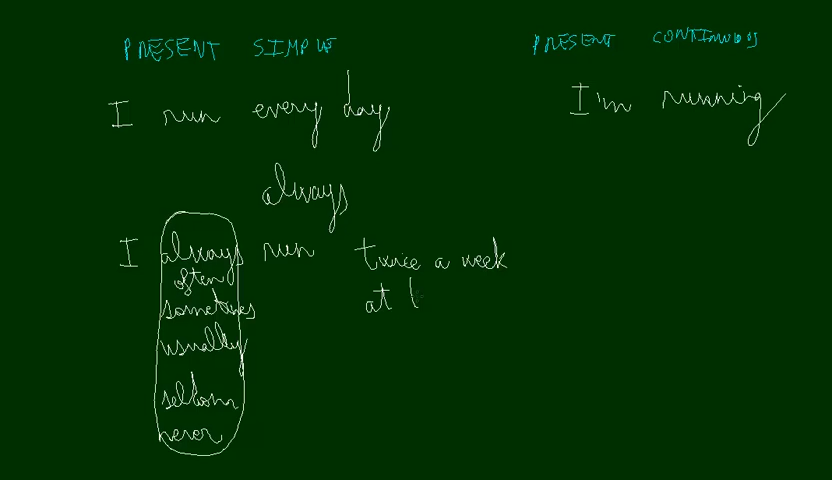 PRESENT SIMPLE
I run every day
always
I always run twice a week
often
at
sometimes
usually
seldom
never
PRESENT CONTINUOUS
I'm running